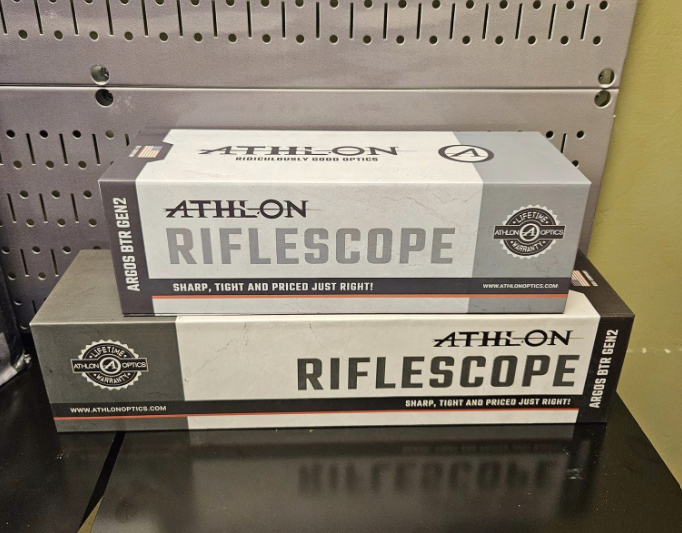 ATHLON
RIDICULOUSLY GOOD OPTICS
A
ARGOS BTR GEN2
ATHLON
RIFLESCOPE
SHARP, TIGHT AND PRICED JUST RIGHT!
LIFETIME
ATHLON A OPTICS
WARRANTY
WWW.ATHLONOPTICS.COM
LIFETIME
ATHLON A OPTICS
WARRANTY
WWW.ATHLONOPTICS.COM
ATHLON
RIFLESCOPE
SHARP, TIGHT AND PRICED JUST RIGHT!
ARGOS BTR GEN2